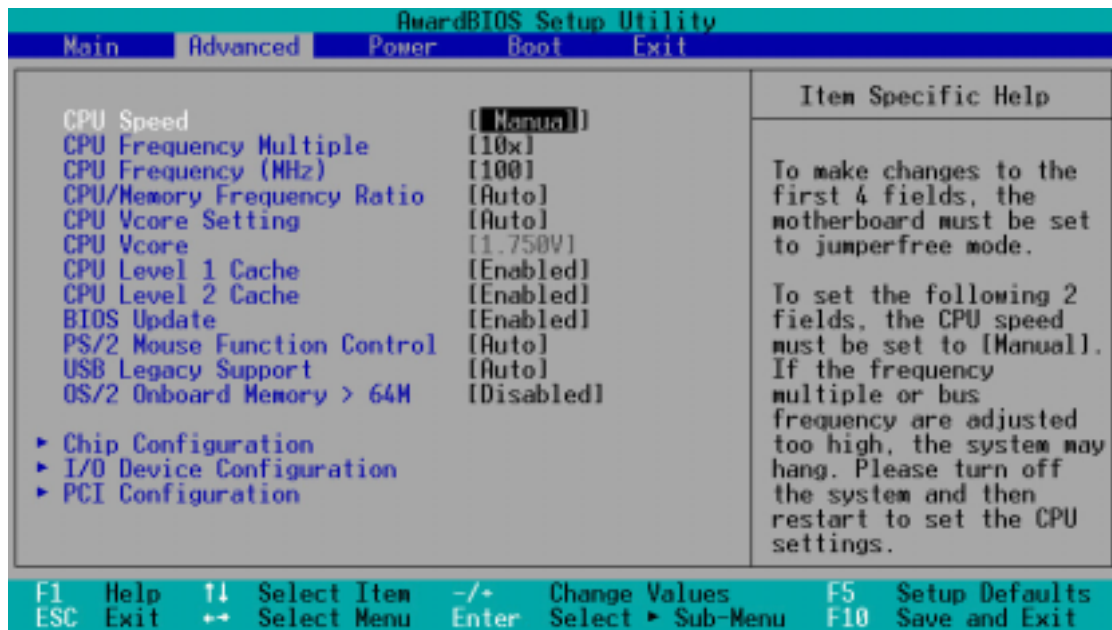 AwardBIOS Setup Utility
Main Advanced Power Boot Exit
CPU Speed [ Manual]
CPU Frequency Multiple [10x]
CPU Frequency (MHz) [100]
CPU/Memory Frequency Ratio [Auto]
CPU Vcore Setting [Auto]
CPU Vcore [1.750V]
CPU Level 1 Cache [Enabled]
CPU Level 2 Cache [Enabled]
BIOS Update [Enabled]
PS/2 Mouse Function Control [Auto]
USB Legacy Support [Auto]
OS/2 Onboard Memory > 64M [Disabled]
► Chip Configuration
► I/O Device Configuration
► PCI Configuration
Item Specific Help
To make changes to the
first 4 fields, the
motherboard must be set
to jumperfree mode.
To set the following 2
fields, the CPU speed
must be set to [Manual].
If the frequency
multiple or bus
frequency are adjusted
too high, the system may
hang. Please turn off
the system and then
restart to set the CPU
settings.
F1 Help ↑↓ Select Item -/+ Change Values F5 Setup Defaults
ESC Exit ←→ Select Menu Enter Select ► Sub-Menu F10 Save and Exit